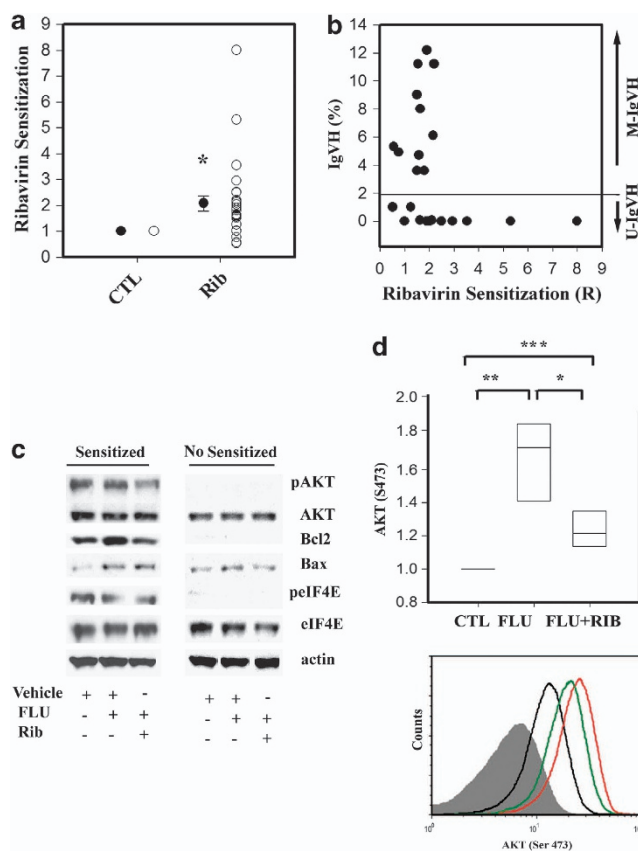 a
9
8
7
6
5
4
3
2
1
0
Ribavirin Sensitization
*
CTL
Rib
b
14
12
10
8
6
4
2
0
IgVH (%)
M-IgVH
U-IgVH
0 1 2 3 4 5 6 7 8 9
Ribavirin Sensitization (R)
c
Sensitized
No Sensitized
pAKT
AKT
Bcl2
Bax
peIF4E
eIF4E
actin
Vehicle + + - + + -
FLU - + + - + +
Rib - - + - - +
d
***
** *
2.0
1.8
1.6
1.4
1.2
1.0
0.8
AKT (S473)
CTL FLU FLU+RIB
Counts
10⁰ 10¹ 10²
AKT (Ser 473)